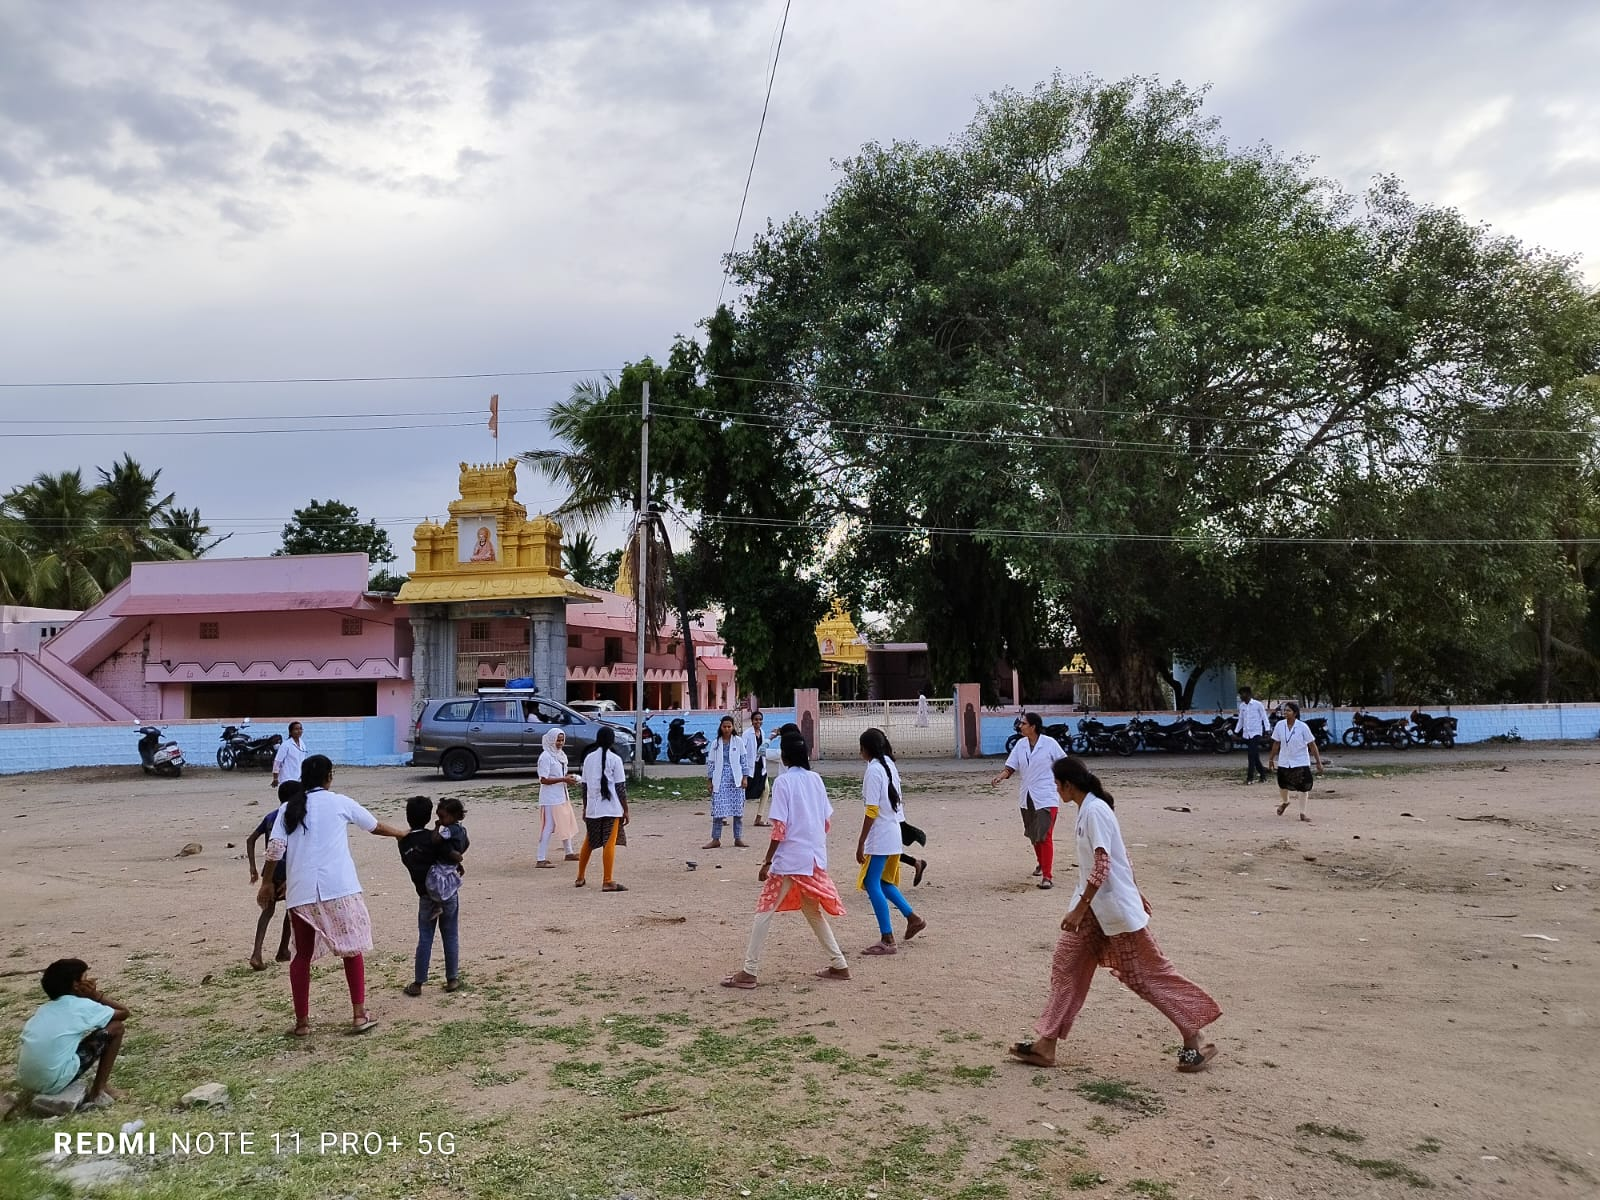 REDMI NOTE 11 PRO+ 5G